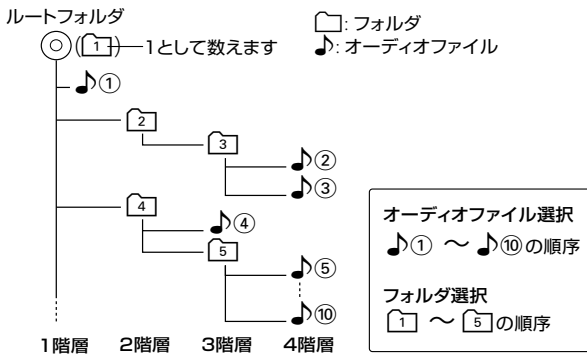 ルートフォルダ
(1) 1として数えます
: フォルダ
♪: オーディオファイル
♪①
2
3
♪②
♪③
4
♪④
5
♪⑤
♪⑩
1階層 2階層 3階層 4階層
オーディオファイル選択
♪① ～ ♪⑩の順序
フォルダ選択
1 ～ 5の順序